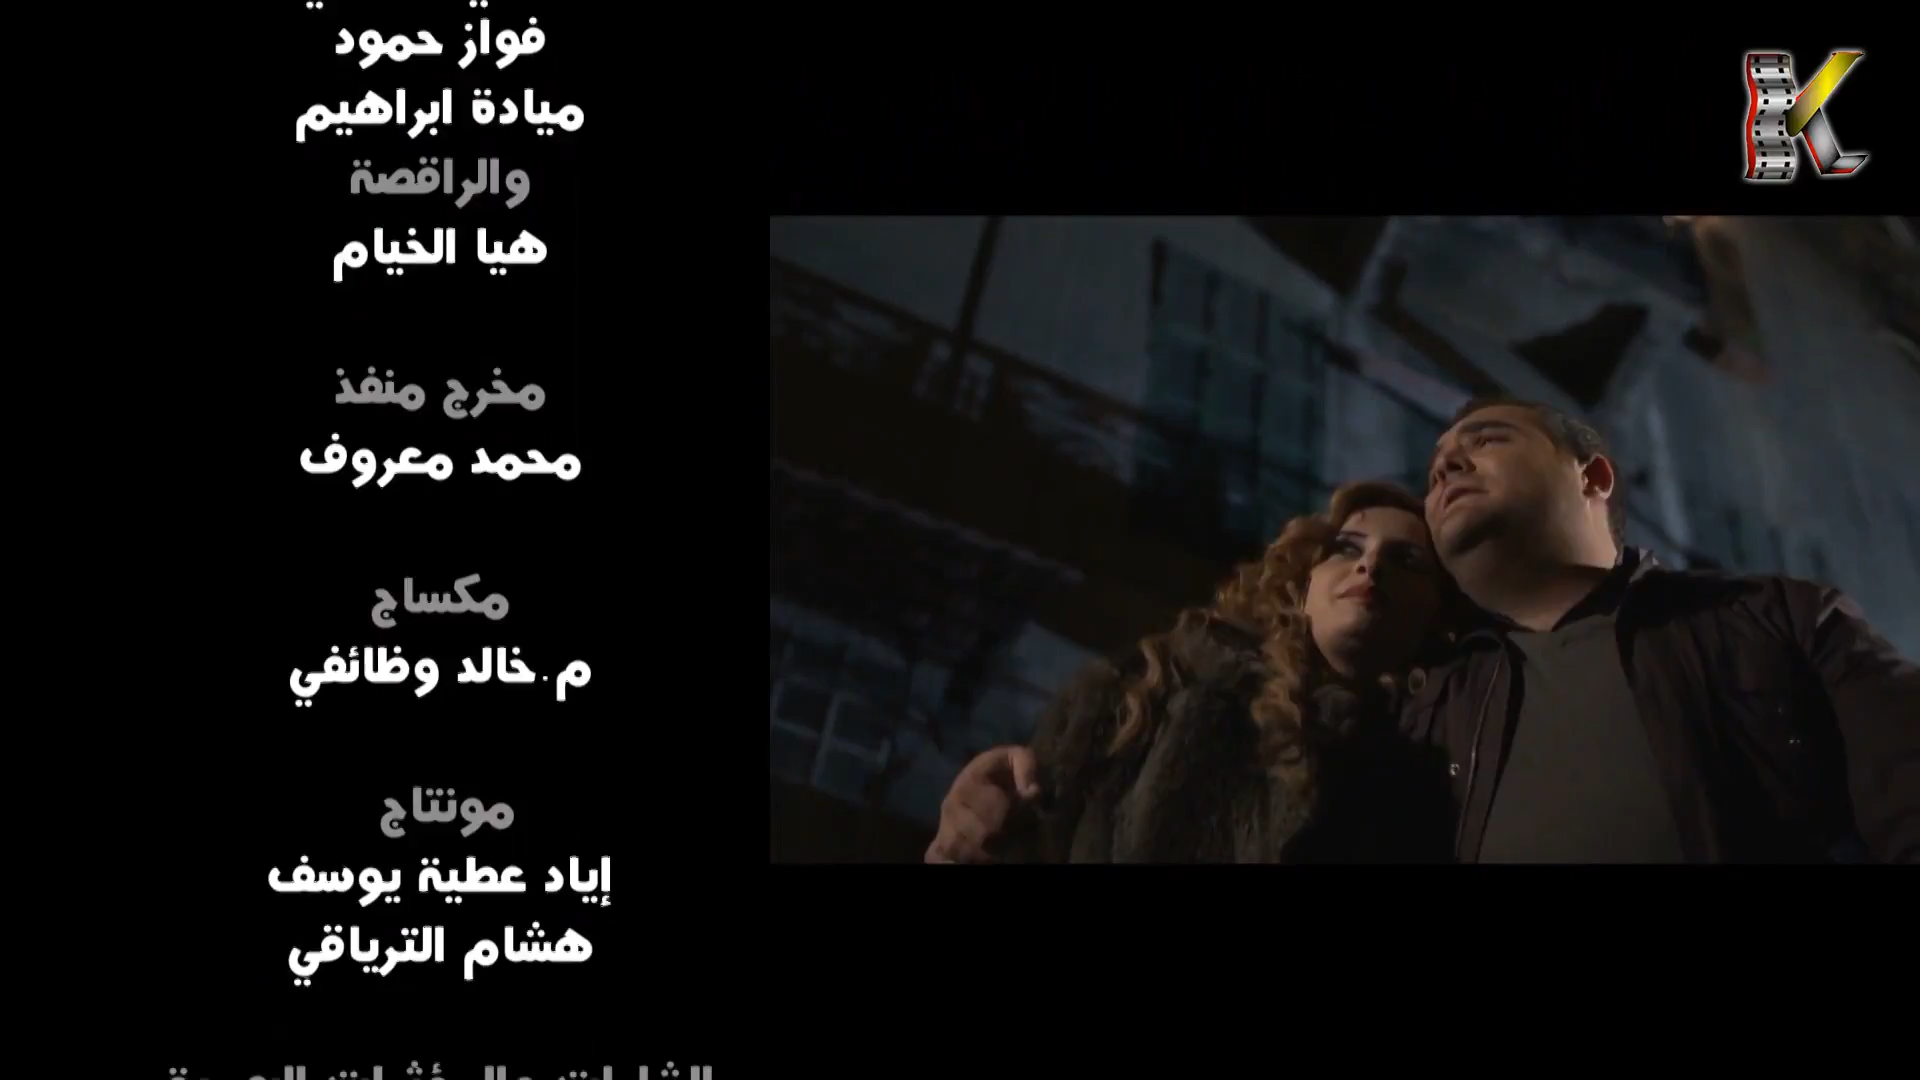 فواز حمود
ميادة ابراهيم
والراقصة
هيا الخيام
مخرج منفذ
محمد معروف
مكساج
م.خالد وظائفي
مونتاج
إياد عطية يوسف
هشام الترياقي